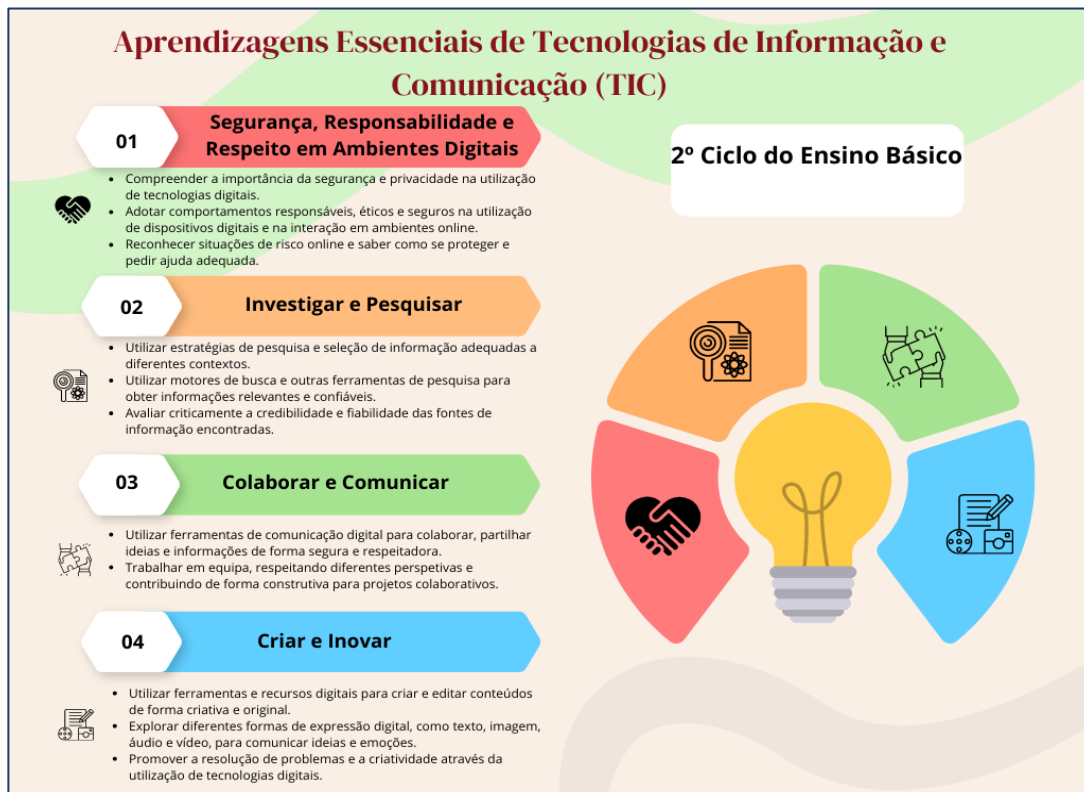 Aprendizagens Essenciais de Tecnologias de Informação e
Comunicação (TIC)
01
Segurança, Responsabilidade e
Respeito em Ambientes Digitais
• Compreender a importância da segurança e privacidade na utilização
de tecnologias digitais.
• Adotar comportamentos responsáveis, éticos e seguros na utilização
de dispositivos digitais e na interação em ambientes online.
• Reconhecer situações de risco online e saber como se proteger e
pedir ajuda adequada.
02
Investigar e Pesquisar
• Utilizar estratégias de pesquisa e seleção de informação adequadas a
diferentes contextos.
• Utilizar motores de busca e outras ferramentas de pesquisa para
obter informações relevantes e confiáveis.
• Avaliar criticamente a credibilidade e fiabilidade das fontes de
informação encontradas.
03
Colaborar e Comunicar
• Utilizar ferramentas de comunicação digital para colaborar, partilhar
ideias e informações de forma segura e respeitadora.
• Trabalhar em equipa, respeitando diferentes perspetivas e
contribuindo de forma construtiva para projetos colaborativos.
04
Criar e Inovar
• Utilizar ferramentas e recursos digitais para criar e editar conteúdos
de forma criativa e original.
• Explorar diferentes formas de expressão digital, como texto, imagem,
áudio e vídeo, para comunicar ideias e emoções.
• Promover a resolução de problemas e a criatividade através da
utilização de tecnologias digitais.
2º Ciclo do Ensino Básico